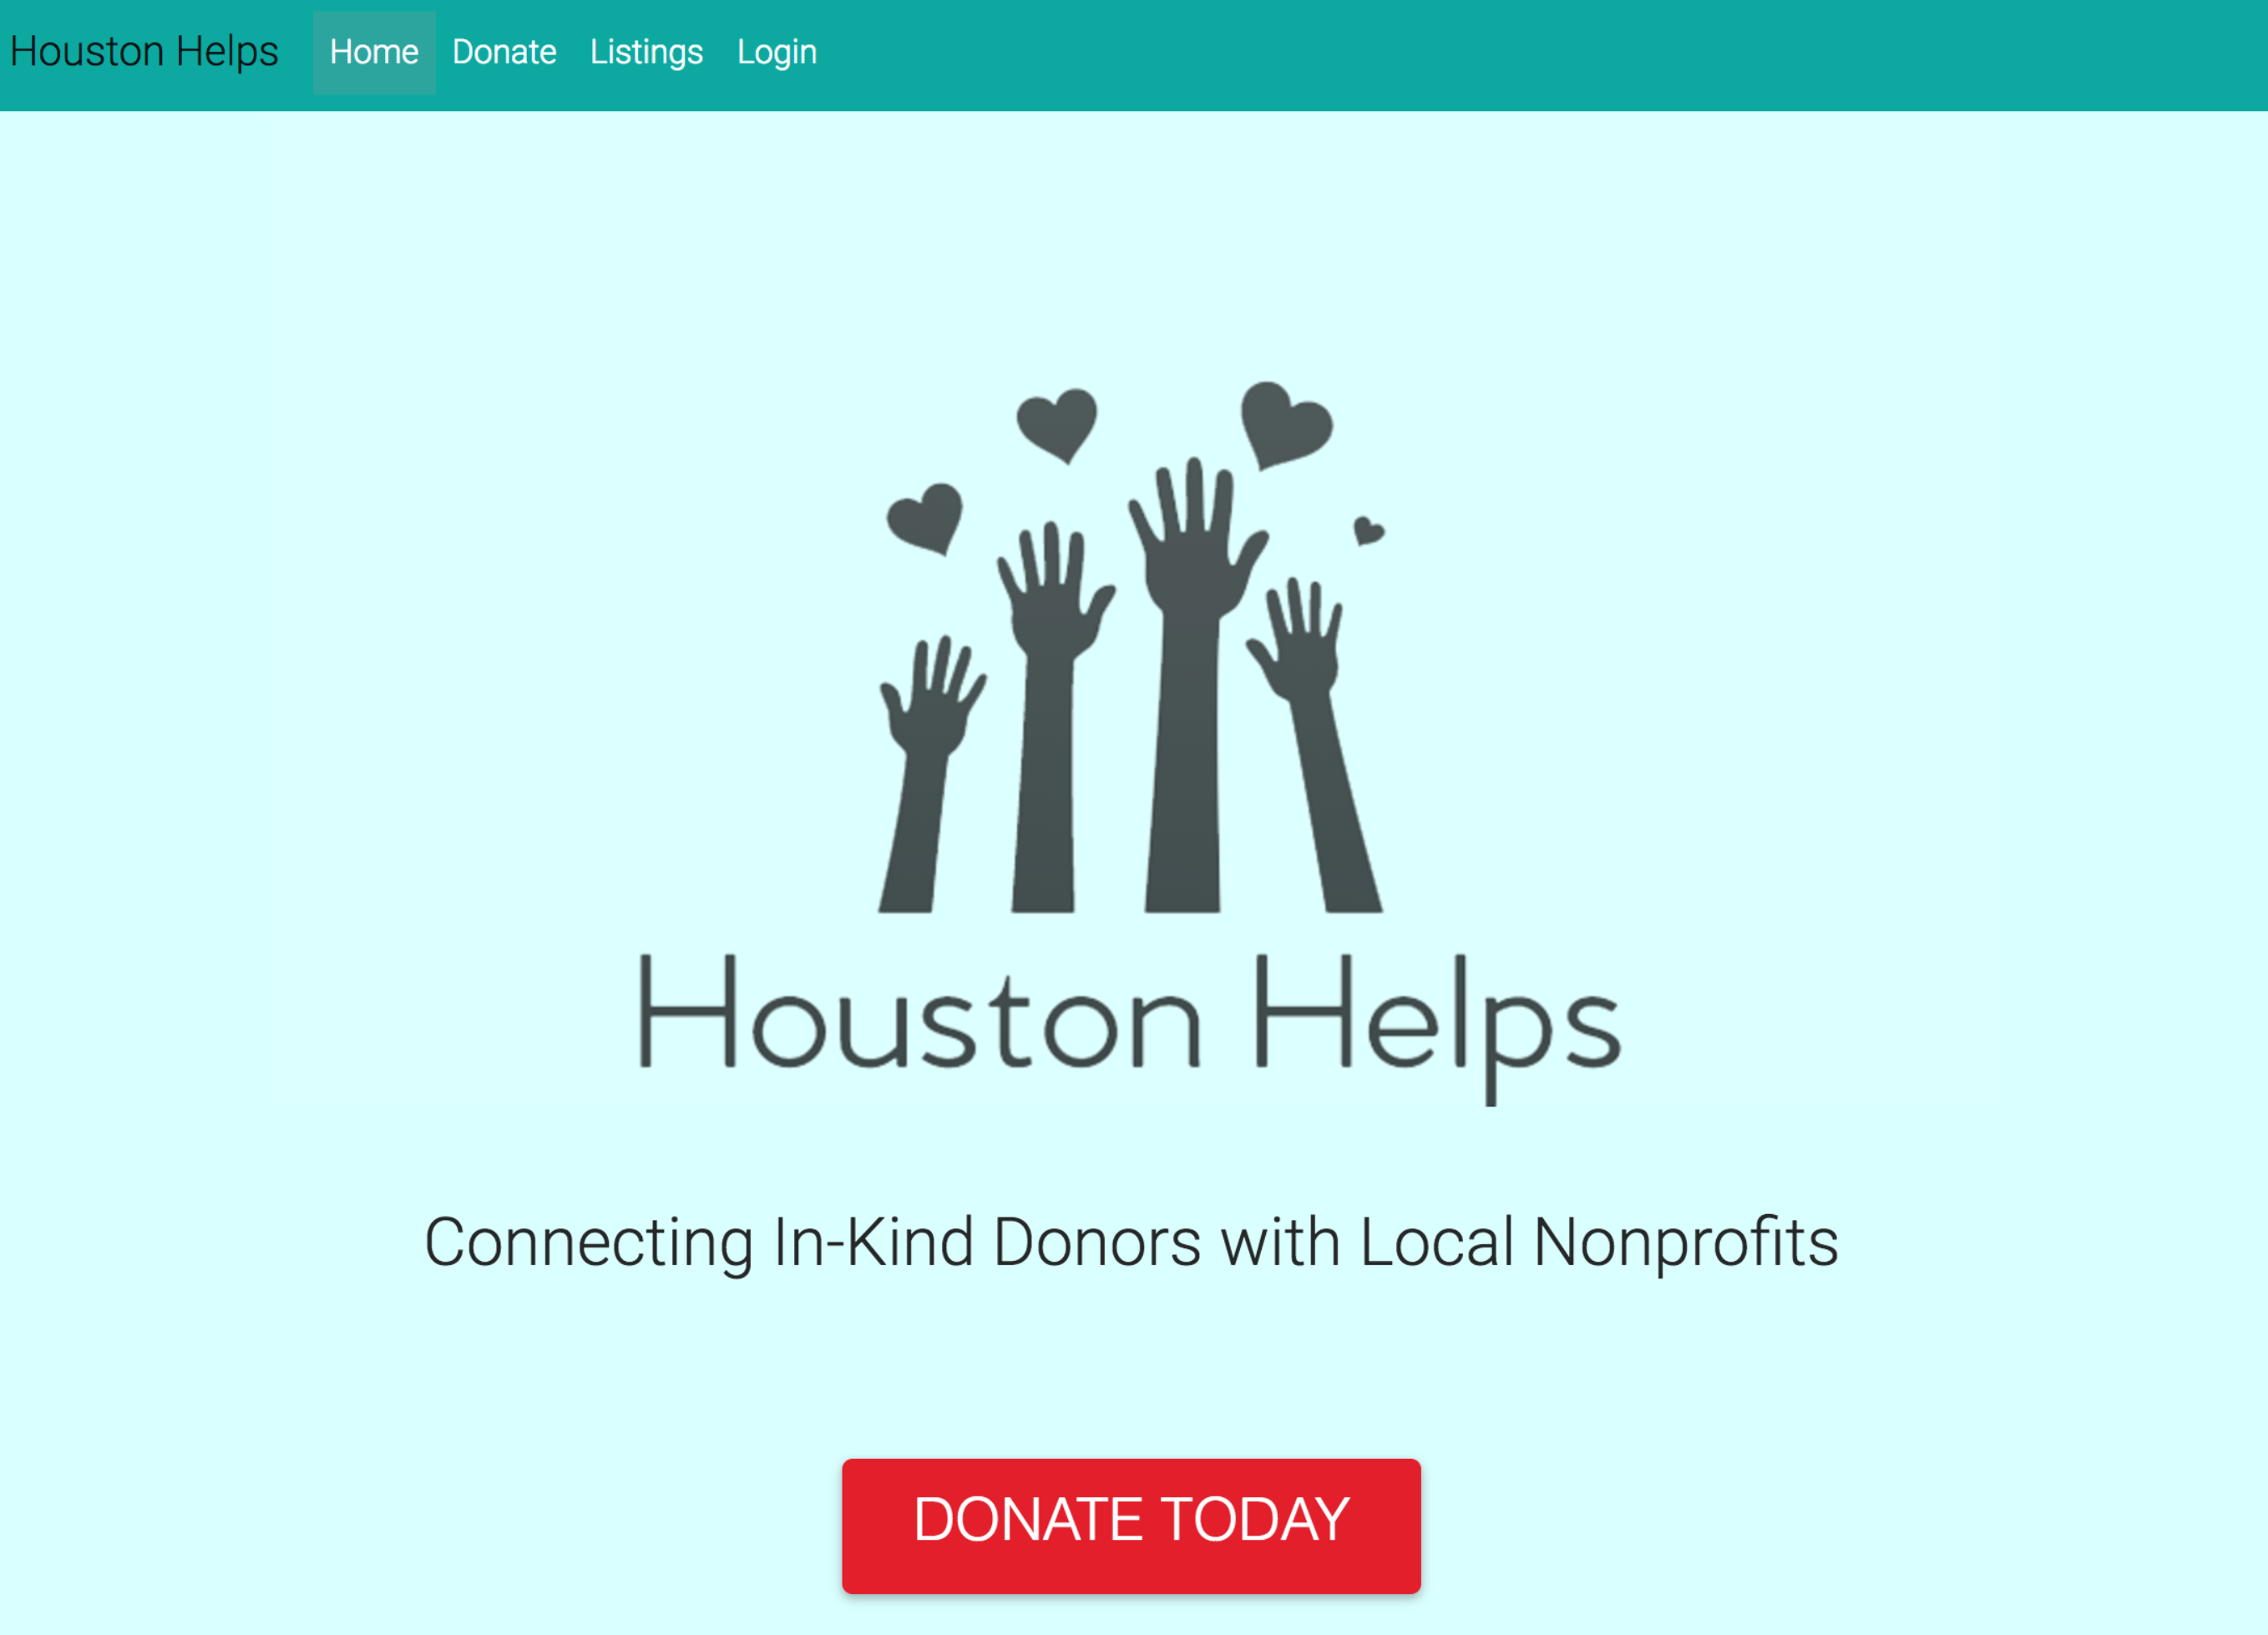 Houston Helps Home Donate Listings Login
Houston Helps
Connecting In-Kind Donors with Local Nonprofits
DONATE TODAY